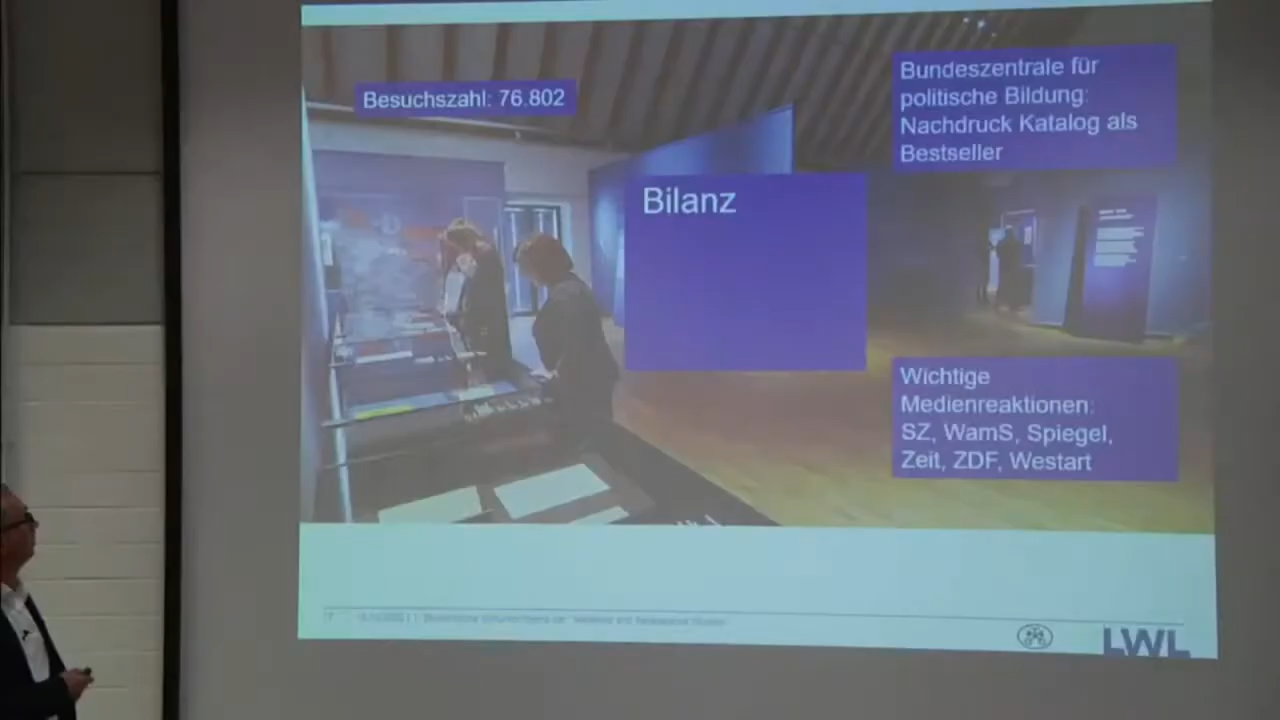 Besuchszahl: 76.802
Bundeszentrale für
politische Bildung:
Nachdruck Katalog als
Bestseller
Bilanz
Wichtige
Medienreaktionen:
SZ, WamS, Spiegel,
Zeit, ZDF, Westart
LWL